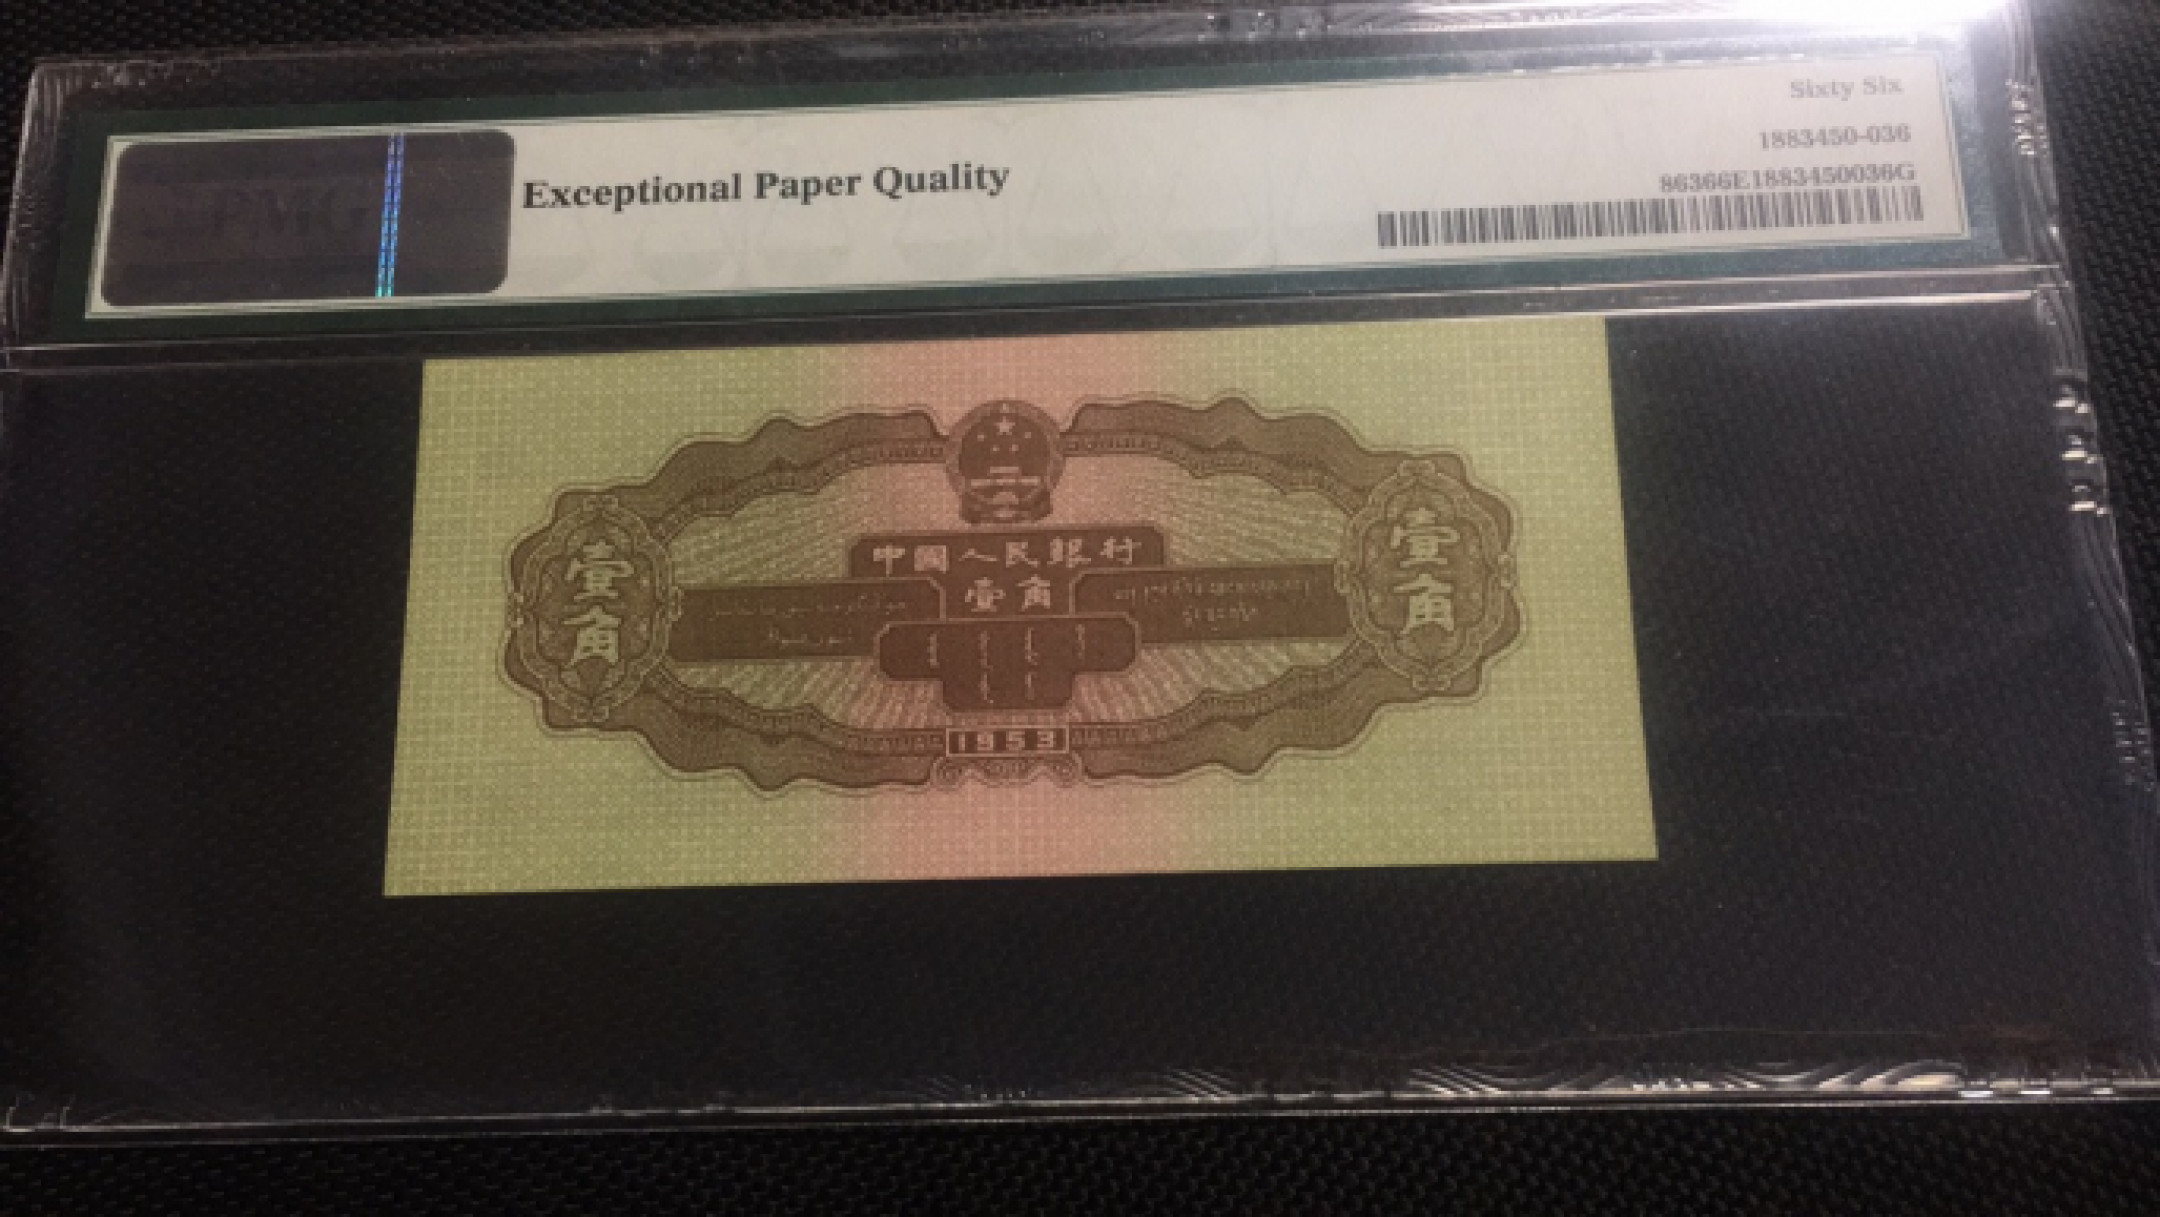 Sixty Six
1883450-036
PMG
Exceptional Paper Quality
86366E1883450036G
中國人民銀行
壹角
壹角
壹角
1953